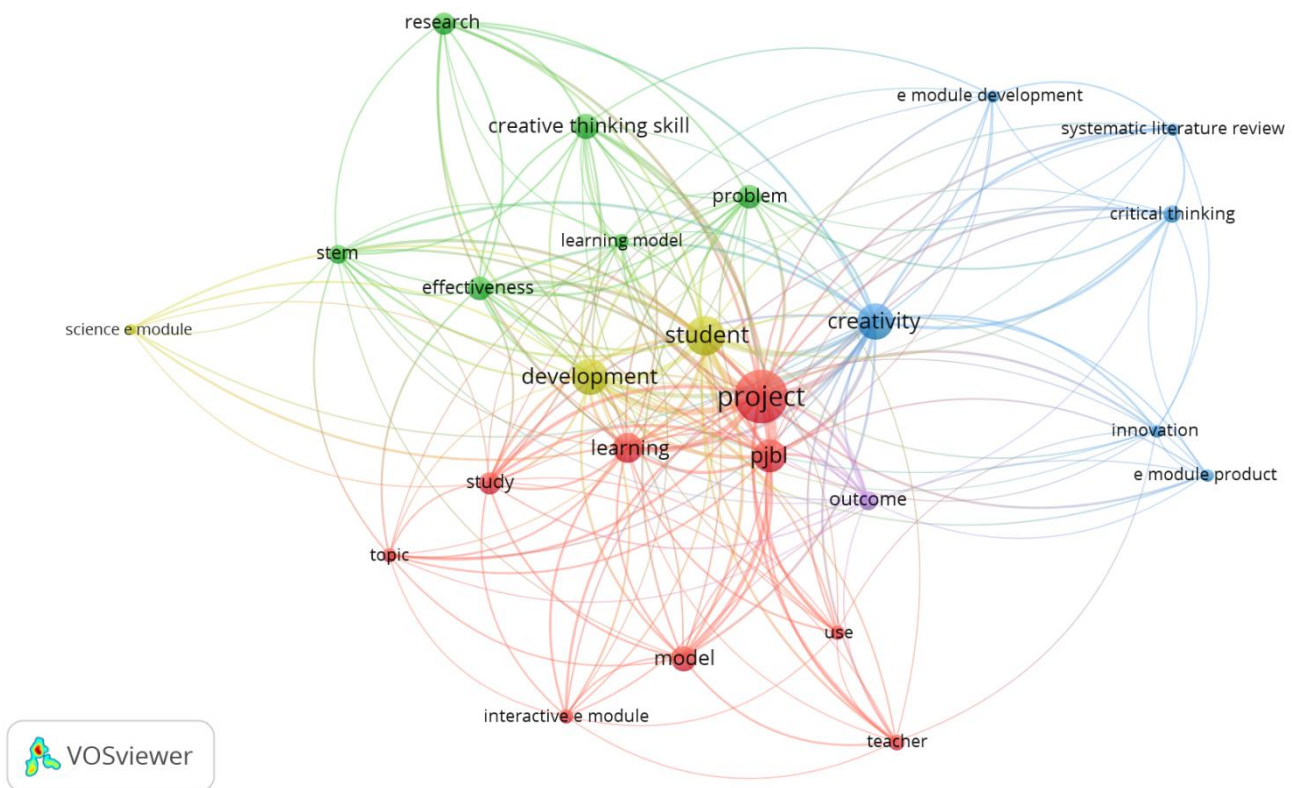 research
e module development
creative thinking skill
systematic literature review
problem
critical thinking
learning model
stem
effectiveness
creativity
science e module
student
development
project
innovation
learning
pjbl
e module product
study
outcome
topic
use
model
interactive e module
teacher
VOSviewer